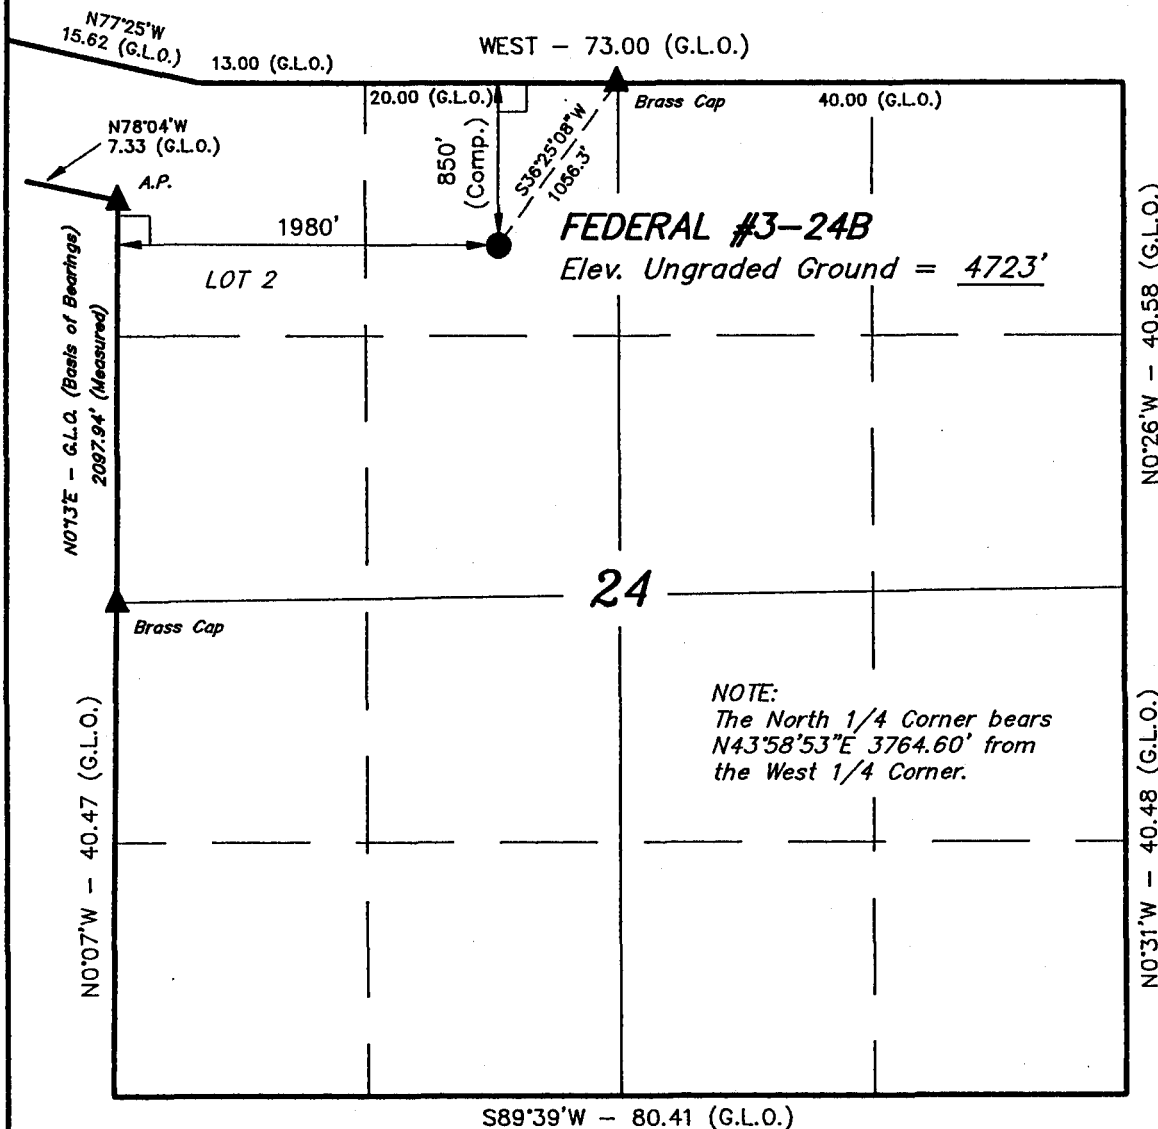 N77°25'W
15.62 (G.L.O.)
13.00 (G.L.O.)
WEST – 73.00 (G.L.O.)
20.00 (G.L.O.)
Brass Cap
40.00 (G.L.O.)
N78°04'W
7.33 (G.L.O.)
A.P.
850'
(Comp.)
S36°25'08"W
1056.3'
1980'
FEDERAL #3–24B
Elev. Ungraded Ground = 4723'
LOT 2
N0°13'E – G.L.O. (Basis of Bearings)
2097.94' (Measured)
N0°26'W – 40.58 (G.L.O.)
24
Brass Cap
NOTE:
The North 1/4 Corner bears
N43°58'53"E 3764.60' from
the West 1/4 Corner.
N0°07'W – 40.47 (G.L.O.)
N0°31'W – 40.48 (G.L.O.)
S89°39'W – 80.41 (G.L.O.)